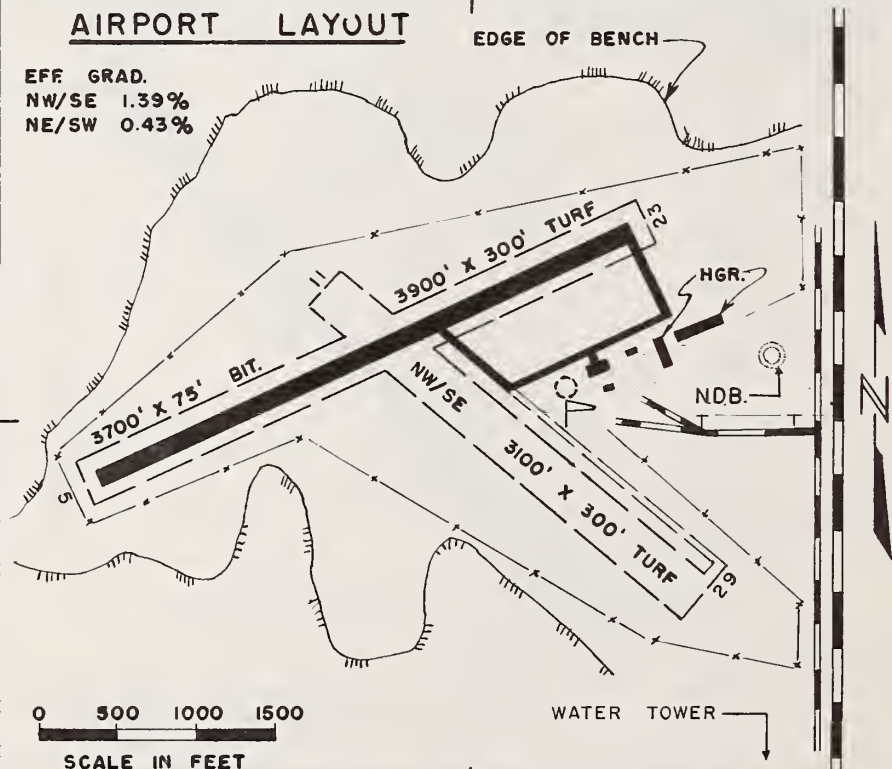 AIRPORT LAYOUT
EDGE OF BENCH
EFF. GRAD.
NW/SE 1.39%
NE/SW 0.43%
3900' X 300' TURF
23
11
HGR.
3700' X 75' BIT.
NW/SE
N.D.B.
N
5
3100' X 300' TURF
29
0 500 1000 1500
SCALE IN FEET
WATER TOWER